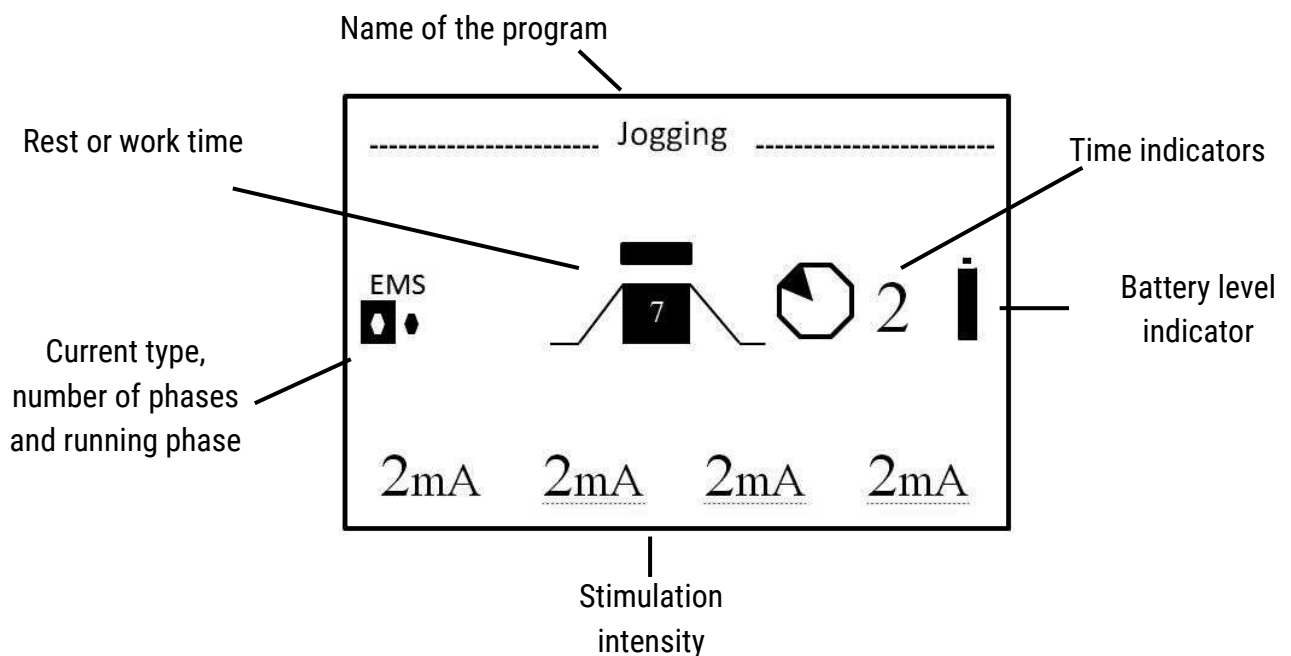 Name of the program
Rest or work time
Jogging
Time indicators
EMS
7
2
Battery level
indicator
Current type,
number of phases
and running phase
2mA 2mA 2mA 2mA
Stimulation
intensity